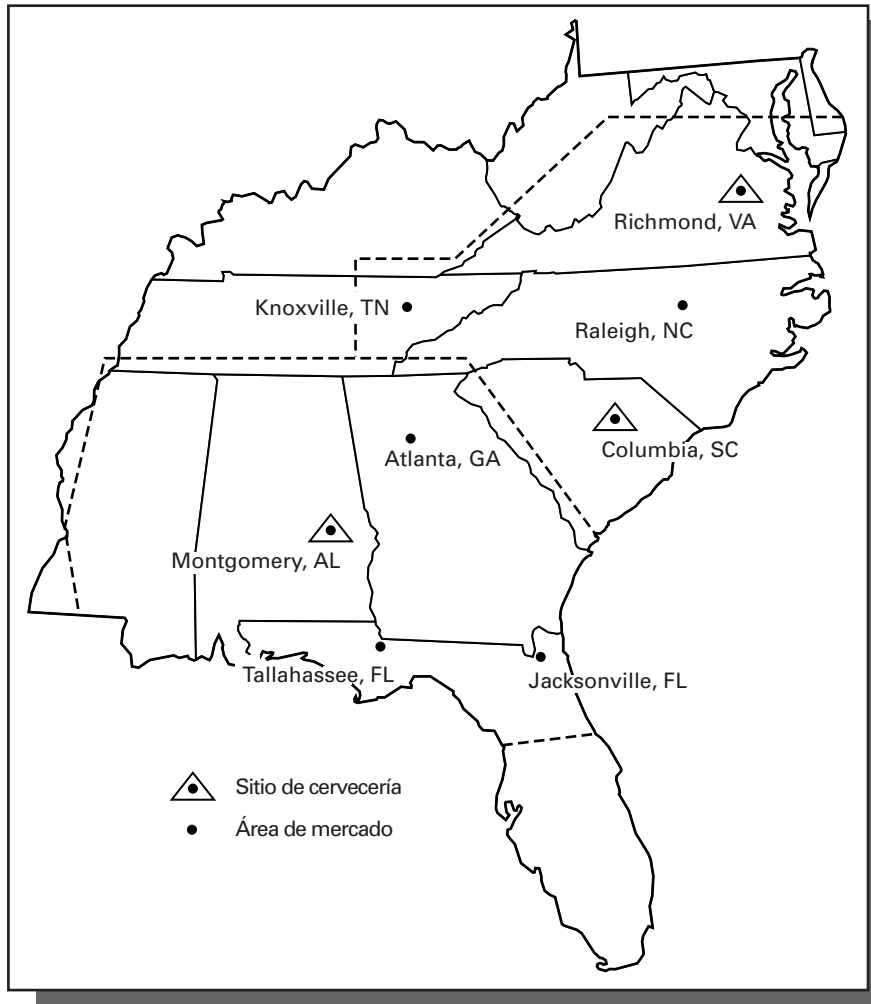 Richmond, VA
Knoxville, TN
Raleigh, NC
Atlanta, GA
Columbia, SC
Montgomery, AL
Tallahassee, FL
Jacksonville, FL
Sitio de cervecería
Área de mercado